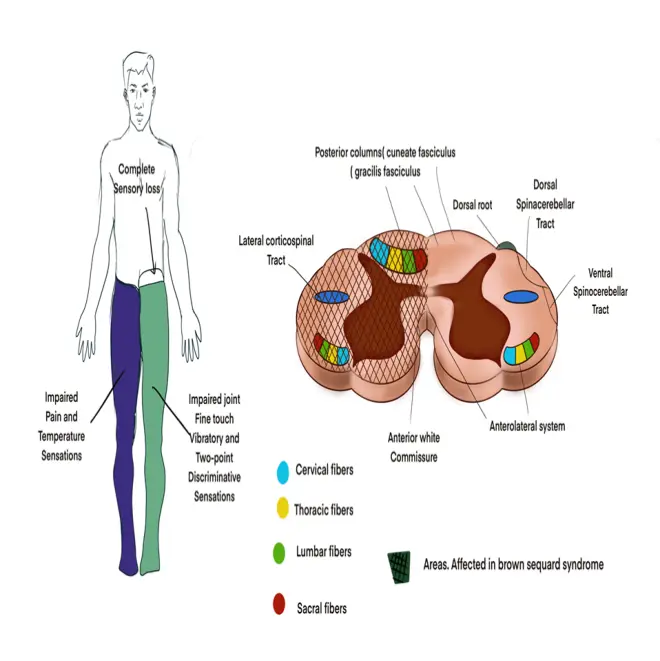 Complete
Sensory loss
Impaired
Pain and
Temperature
Sensations
Impaired joint
Fine touch
Vibratory and
Two-point
Discriminative
Sensations
Posterior columns( cuneate fasciculus
( gracilis fasciculus
Dorsal root
Dorsal
Spinacerebellar
Tract
Lateral corticospinal
Tract
Ventral
Spinocerebellar
Tract
Anterior white
Commissure
Anterolateral system
Cervical fibers
Thoracic fibers
Lumbar fibers
Sacral fibers
Areas. Affected in brown sequard syndrome